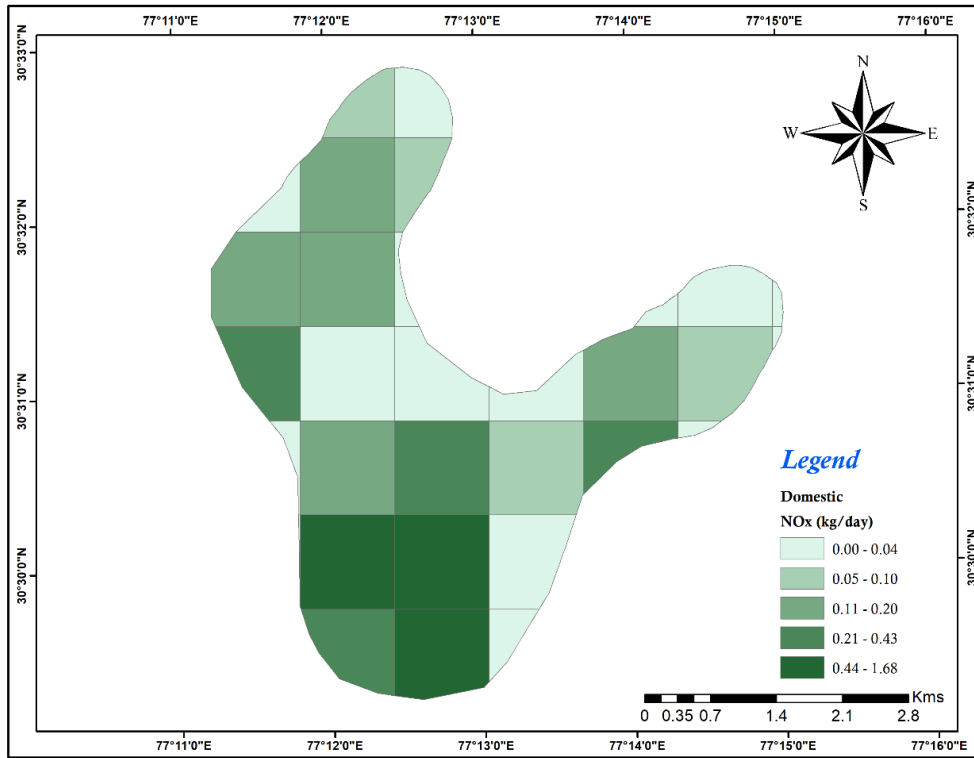 77°11'0"E 77°12'0"E 77°13'0"E 77°14'0"E 77°15'0"E 77°16'0"E
30°33'0"N
N
W E
S
30°32'0"N
30°32'0"N
30°31'0"N
30°31'0"N
Legend
Domestic
NOx (kg/day)
0.00 - 0.04
30°30'0"N
30°30'0"N
0.05 - 0.10
0.11 - 0.20
0.21 - 0.43
0.44 - 1.68
Kms
0 0.35 0.7 1.4 2.1 2.8
77°11'0"E 77°12'0"E 77°13'0"E 77°14'0"E 77°15'0"E 77°16'0"E